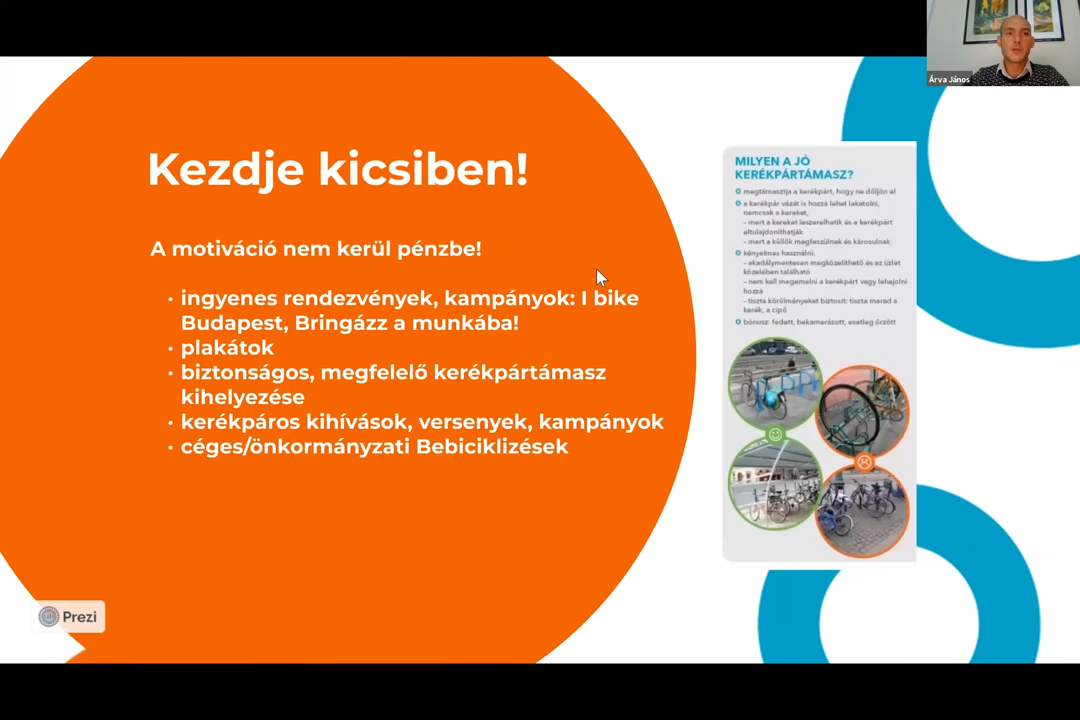 Árva János
Kezdje kicsiben!
A motiváció nem kerül pénzbe!
• ingyenes rendezvények, kampányok: I bike
Budapest, Bringázz a munkába!
• plakátok
• biztonságos, megfelelő kerékpártámasz
kihelyezése
• kerékpáros kihívások, versenyek, kampányok
• céges/önkormányzati Bebiciklizések
MILYEN A JÓ
KERÉKPÁRTÁMASZ?
megtámasztja a kerékpárt, hogy ne dőljön el
a kerékpár vázát is hozzá lehet lakatolni,
nemcsak a kereket,
– mert a kereket leszerelhetik és a kerékpárt
eltulajdoníthatják
– mert a küllők megfeszülnek és károsulnak
kényelmes használni:
– akadálymentesen megközelíthető és az üzlet
közelében található
– nem kell megemelni a kerékpárt vagy lehajolni
hozzá
– tiszta körülményeket biztosít: tiszta marad a
kerék, a cipő
bónusz: fedett, bekamerázott, esetleg őrzött
Prezi